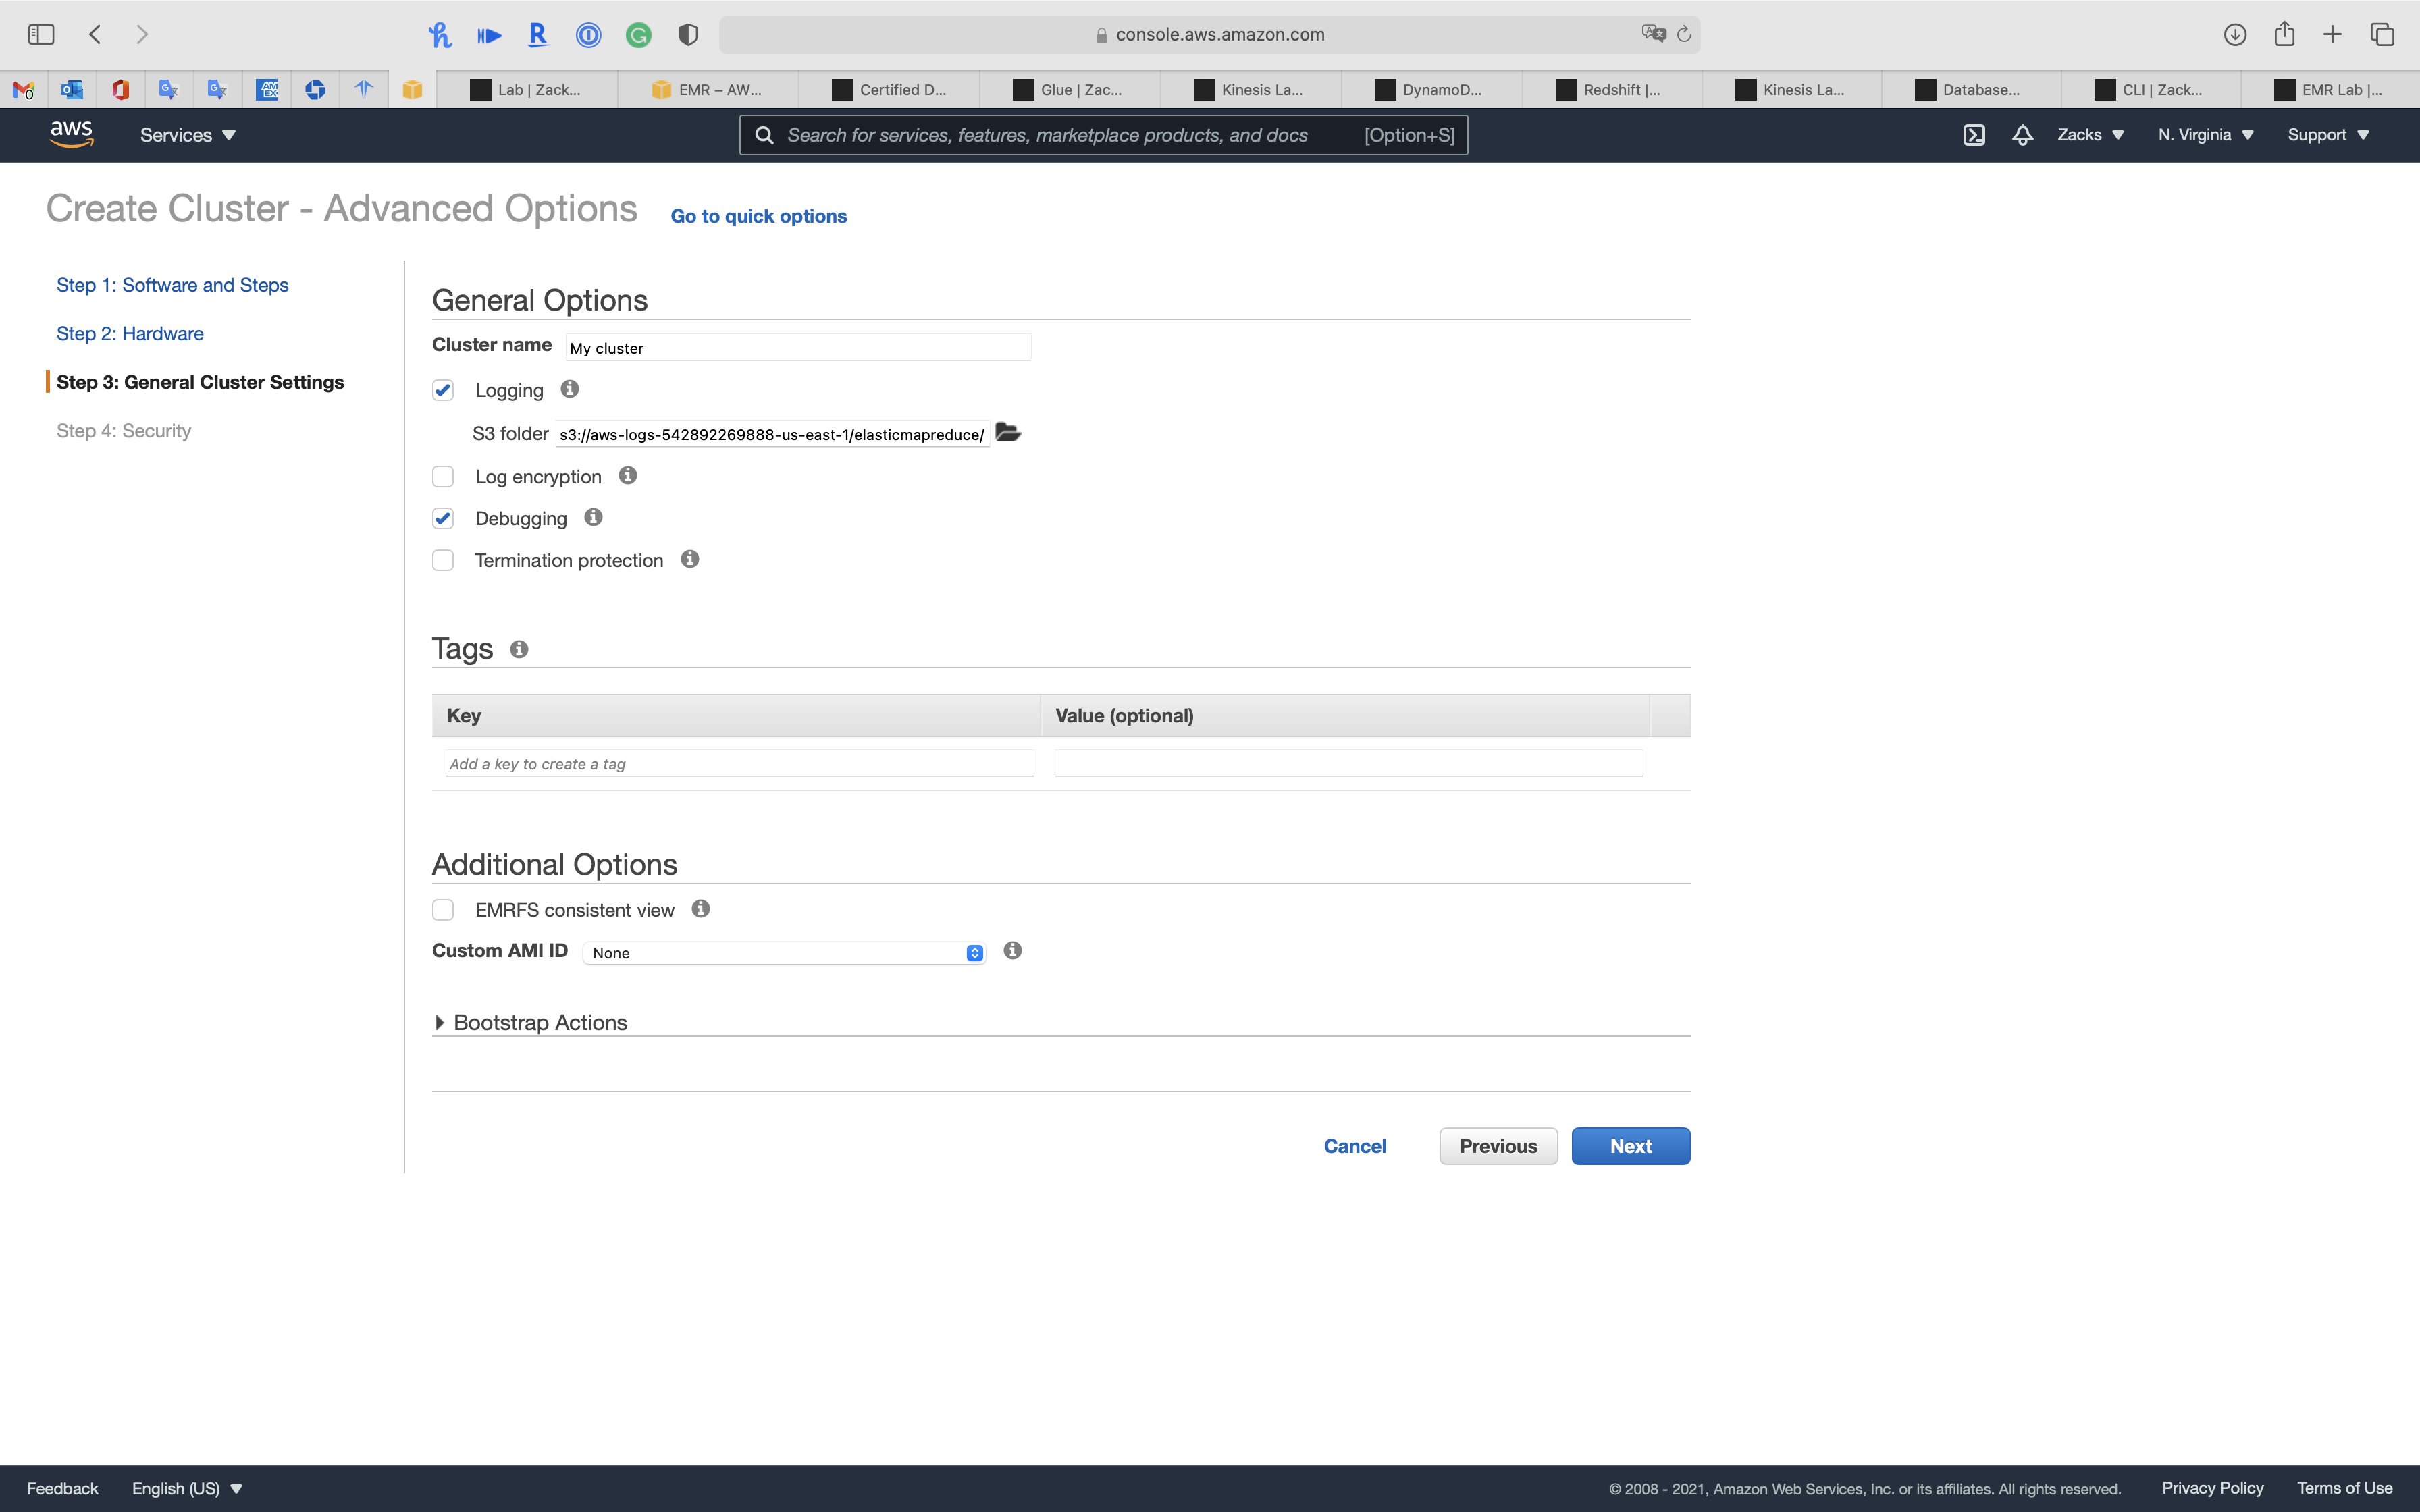 console.aws.amazon.com
Lab | Zack...
EMR – AW...
Certified D...
Glue | Zac...
Kinesis La...
DynamoD...
Redshift |...
Kinesis La...
Database...
CLI | Zack...
EMR Lab |...
aws
Services
Search for services, features, marketplace products, and docs [Option+S]
Zacks
N. Virginia
Support
Create Cluster - Advanced Options
Go to quick options
Step 1: Software and Steps
Step 2: Hardware
Step 3: General Cluster Settings
Step 4: Security
General Options
Cluster name My cluster
Logging
S3 folder s3://aws-logs-542892269888-us-east-1/elasticmapreduce/
Log encryption
Debugging
Termination protection
Tags
Key Value (optional)
Add a key to create a tag
Additional Options
EMRFS consistent view
Custom AMI ID None
Bootstrap Actions
Cancel Previous Next
Feedback English (US)
© 2008 - 2021, Amazon Web Services, Inc. or its affiliates. All rights reserved. Privacy Policy Terms of Use